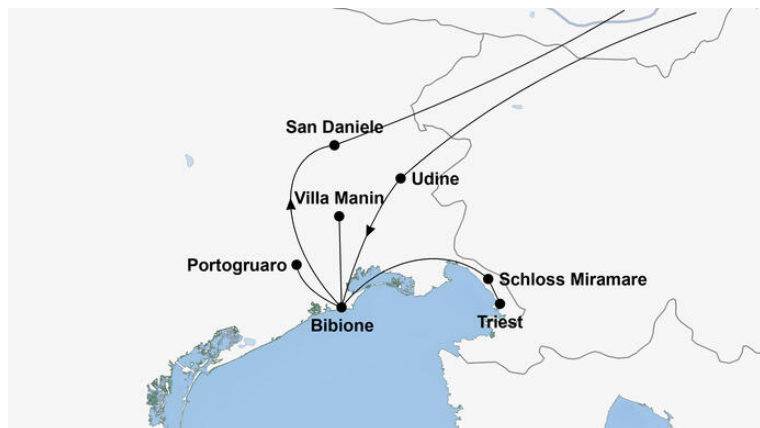 San Daniele
Udine
Villa Manin
Portogruaro
Schloss Miramare
Triest
Bibione